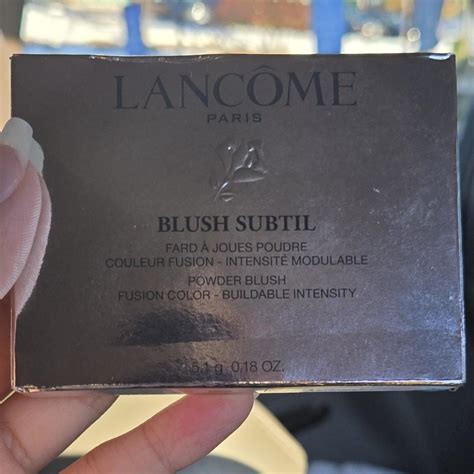 LANCÔME
PARIS
BLUSH SUBTIL
FARD À JOUES POUDRE
COULEUR FUSION - INTENSITÉ MODULABLE
POWDER BLUSH
FUSION COLOR - BUILDABLE INTENSITY
5.1 g 0.18 OZ.